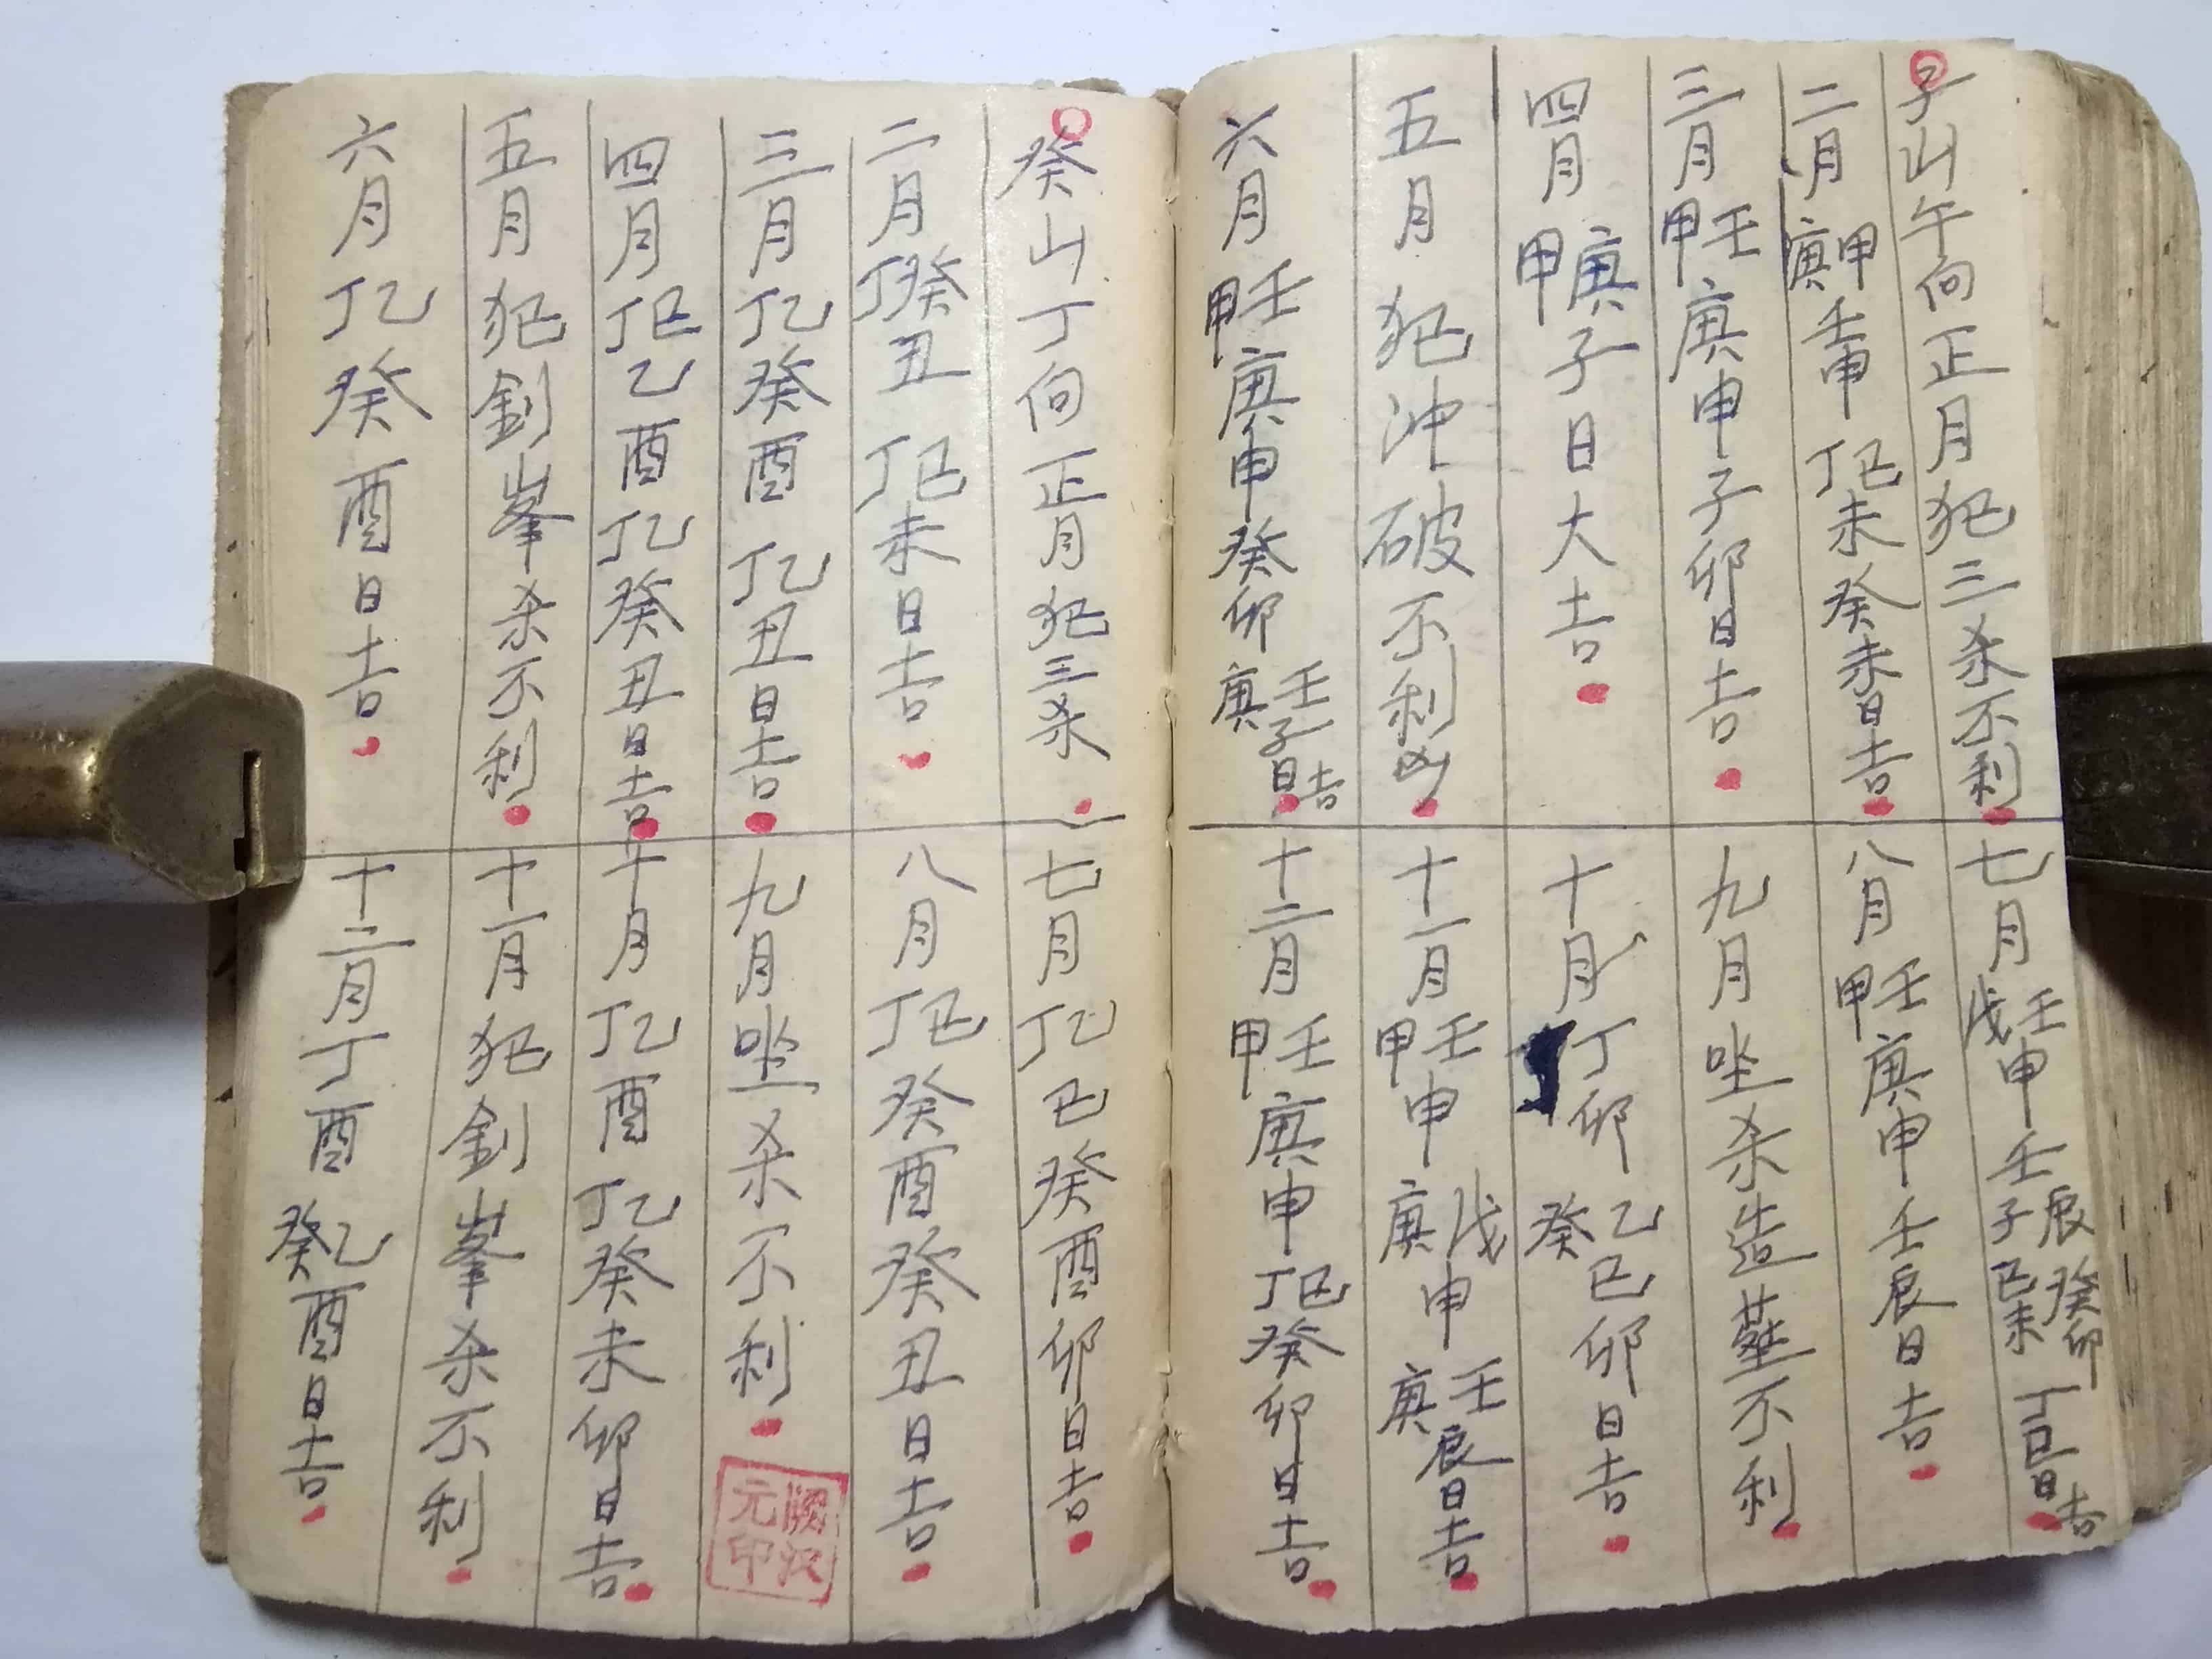 子山午向正月犯三杀不利
二月甲庚壬申丁己未癸未日吉
三月壬甲庚申子卯日吉
四月庚甲子日大吉
五月犯冲破不利凶
六月壬甲庚申癸卯壬庚子日吉
七月壬戊申壬辰子癸卯己未丁巳日吉
八月壬甲庚申壬辰日吉
九月坐杀造葬不利
十月丁卯乙癸巳卯日吉
十一月壬甲申戊庚申壬庚辰日吉
十二月壬甲庚申丁巳癸卯日吉
癸山丁向正月犯三杀
二月癸丁丑丁己未日吉
三月乙丁癸酉乙丁丑日吉
四月己丁乙酉乙丁癸丑日吉
五月犯劍峯杀不利
六月乙丁癸酉日吉
七月乙丁巳癸酉卯日吉
八月丁巳癸酉癸丑日吉
九月坐杀不利
十月乙丁酉乙丁癸未卯日吉
十一月犯劍峯杀不利
十二月丁酉乙癸酉日吉
元印